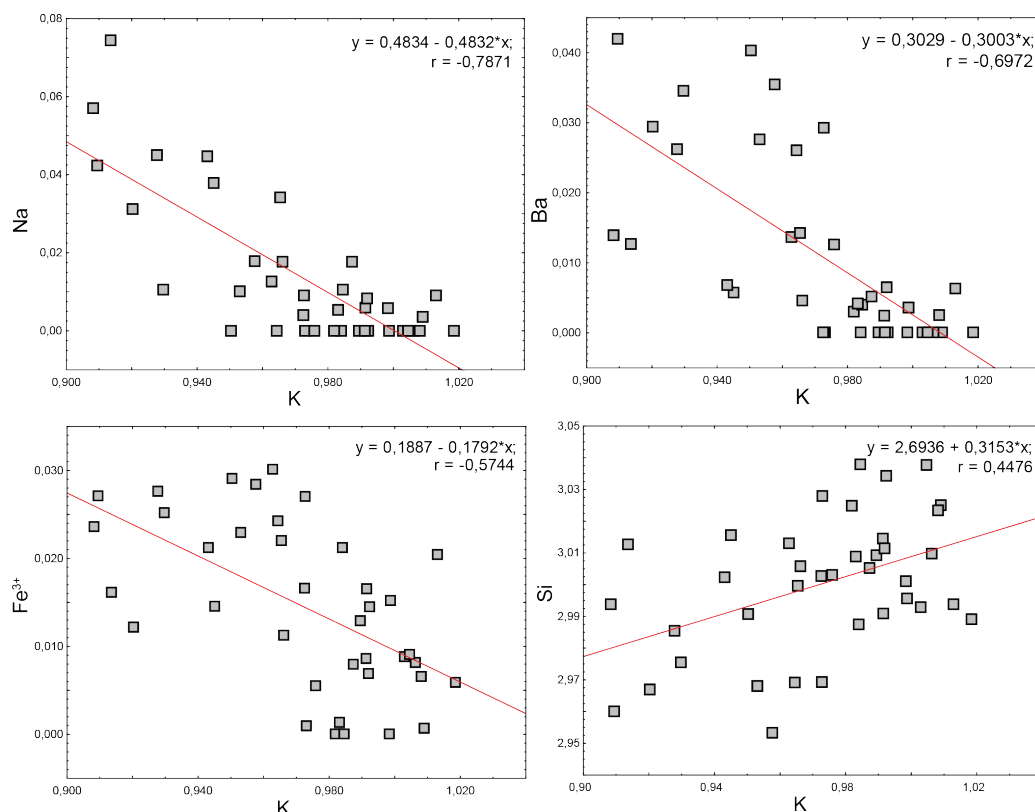 0,08
0,06
0,04
0,02
0,00
Na
y = 0,4834 - 0,4832*x;
r = -0,7871
0,900 0,940 0,980 1,020
K
0,040
0,030
0,020
0,010
0,000
Ba
y = 0,3029 - 0,3003*x;
r = -0,6972
0,900 0,940 0,980 1,020
K
0,030
0,020
0,010
0,000
Fe³⁺
y = 0,1887 - 0,1792*x;
r = -0,5744
0,900 0,940 0,980 1,020
K
3,05
3,03
3,01
2,99
2,97
2,95
Si
y = 2,6936 + 0,3153*x;
r = 0,4476
0,90 0,94 0,98 1,02
K